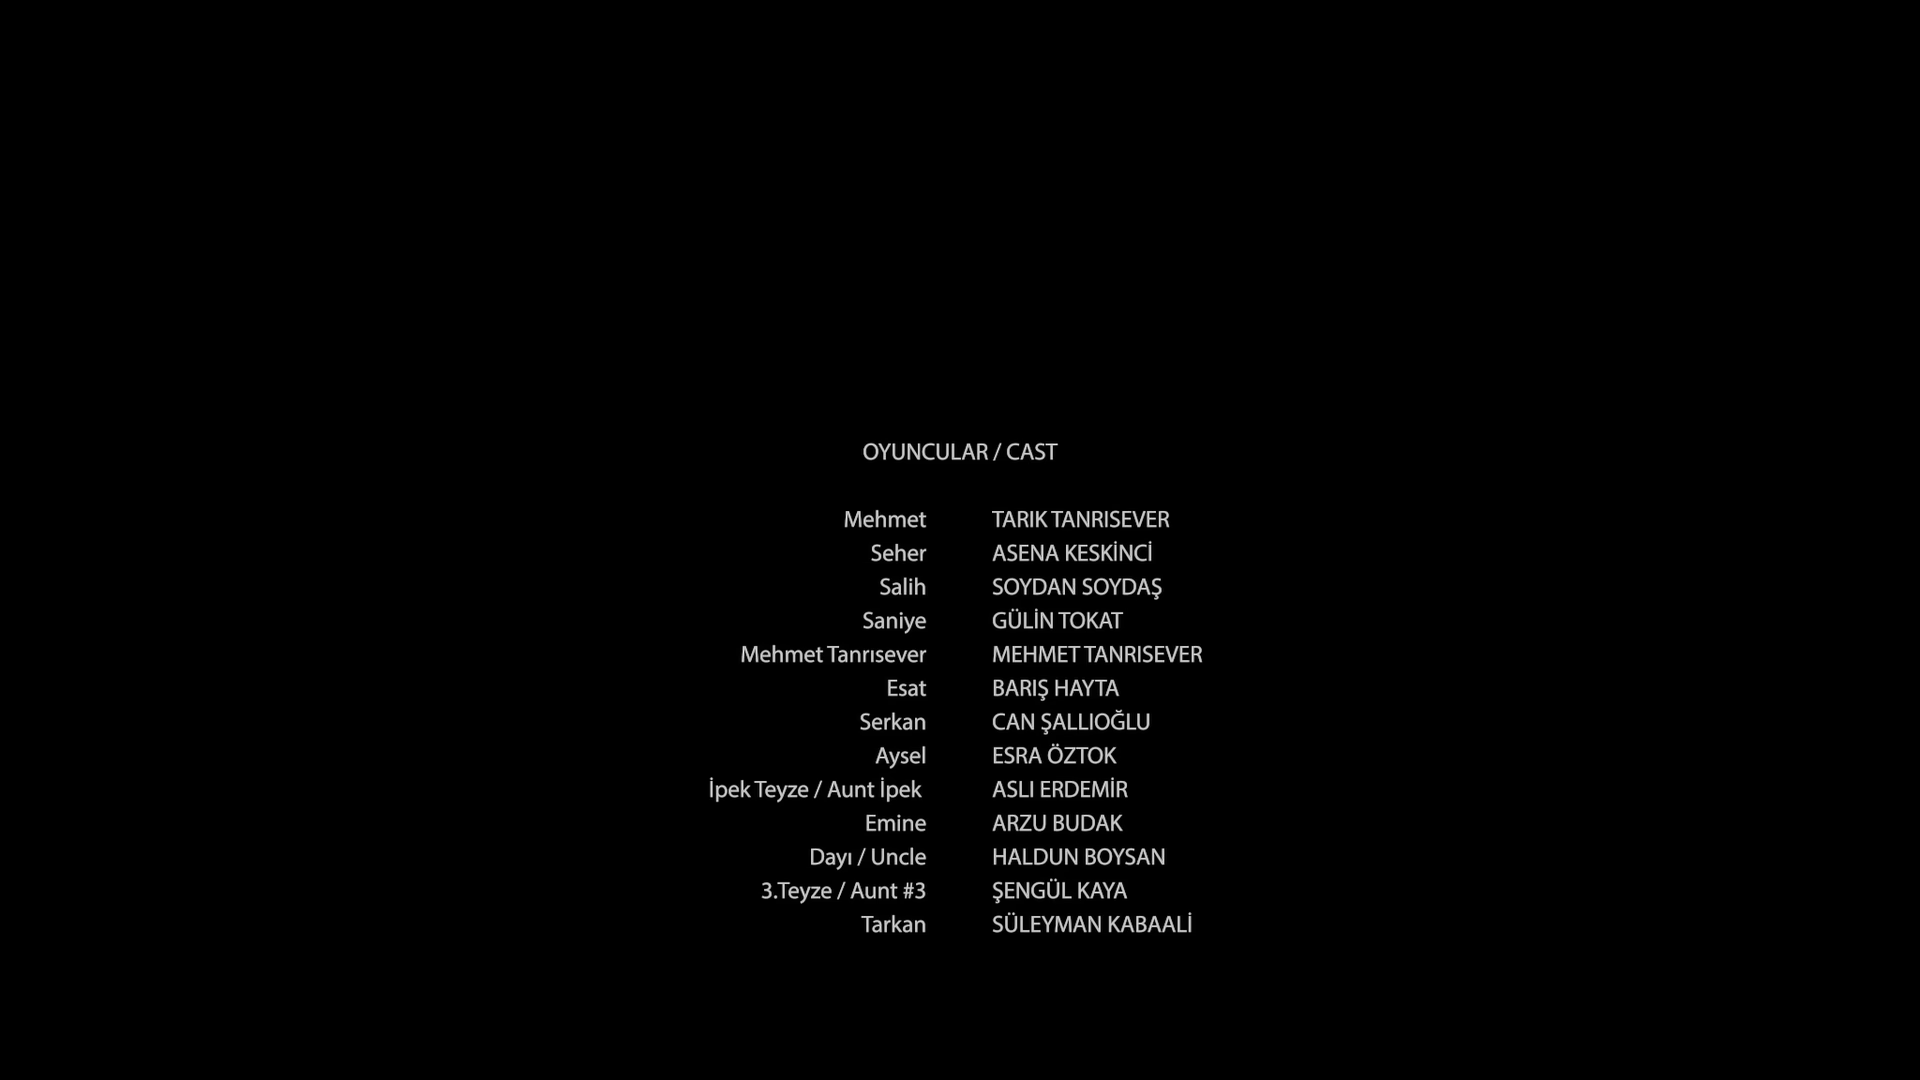 OYUNCULAR / CAST
Mehmet TARIK TANRISEVER
Seher ASENA KESKİNCİ
Salih SOYDAN SOYDAŞ
Saniye GÜLİN TOKAT
Mehmet Tanrısever MEHMET TANRISEVER
Esat BARIŞ HAYTA
Serkan CAN ŞALLIOĞLU
Aysel ESRA ÖZTOK
İpek Teyze / Aunt İpek ASLI ERDEMİR
Emine ARZU BUDAK
Dayı / Uncle HALDUN BOYSAN
3.Teyze / Aunt #3 ŞENGÜL KAYA
Tarkan SÜLEYMAN KABAALİ